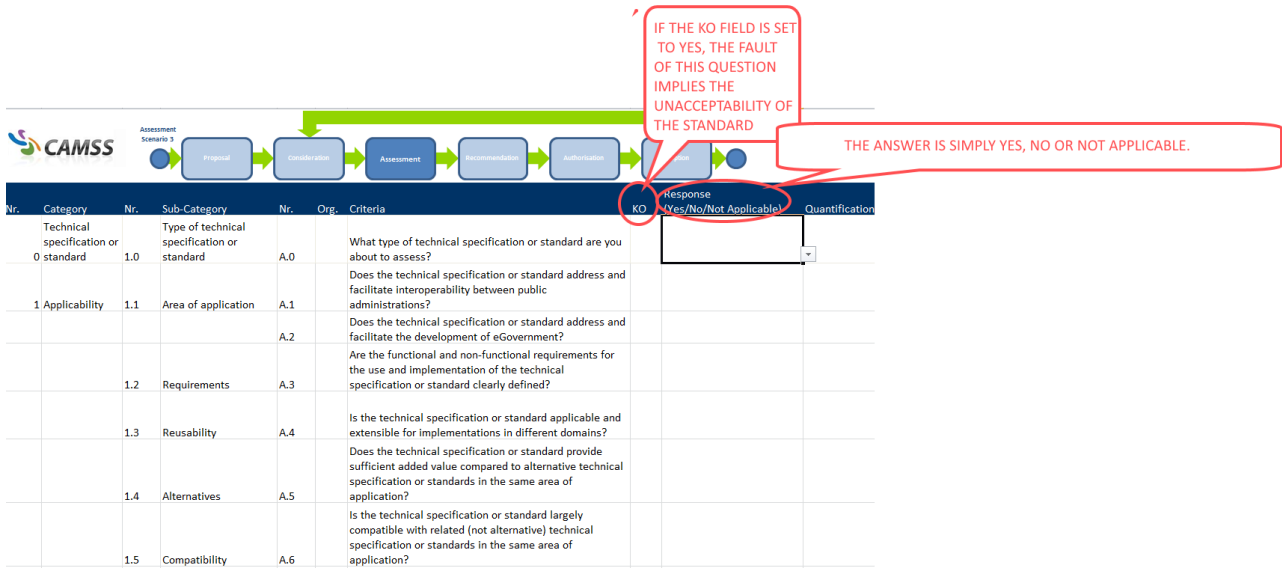 IF THE KO FIELD IS SET
TO YES, THE FAULT
OF THIS QUESTION
IMPLIES THE
UNACCEPTABILITY OF
THE STANDARD
THE ANSWER IS SIMPLY YES, NO OR NOT APPLICABLE.
CAMSS
Assessment
Scenario 3
Proposal
Consideration
Assessment
Recommendation
Authorisation
Nr. Category Nr. Sub-Category Nr. Org. Criteria KO Response
(Yes/No/Not Applicable) Quantification
0 Technical
specification or
standard
1.0 Type of technical
specification or
standard
A.0 What type of technical specification or standard are you
about to assess?
1 Applicability 1.1 Area of application A.1 Does the technical specification or standard address and
facilitate interoperability between public
administrations?
A.2 Does the technical specification or standard address and
facilitate the development of eGovernment?
1.2 Requirements A.3 Are the functional and non-functional requirements for
the use and implementation of the technical
specification or standard clearly defined?
1.3 Reusability A.4 Is the technical specification or standard applicable and
extensible for implementations in different domains?
1.4 Alternatives A.5 Does the technical specification or standard provide
sufficient added value compared to alternative technical
specification or standards in the same area of
application?
1.5 Compatibility A.6 Is the technical specification or standard largely
compatible with related (not alternative) technical
specification or standards in the same area of
application?